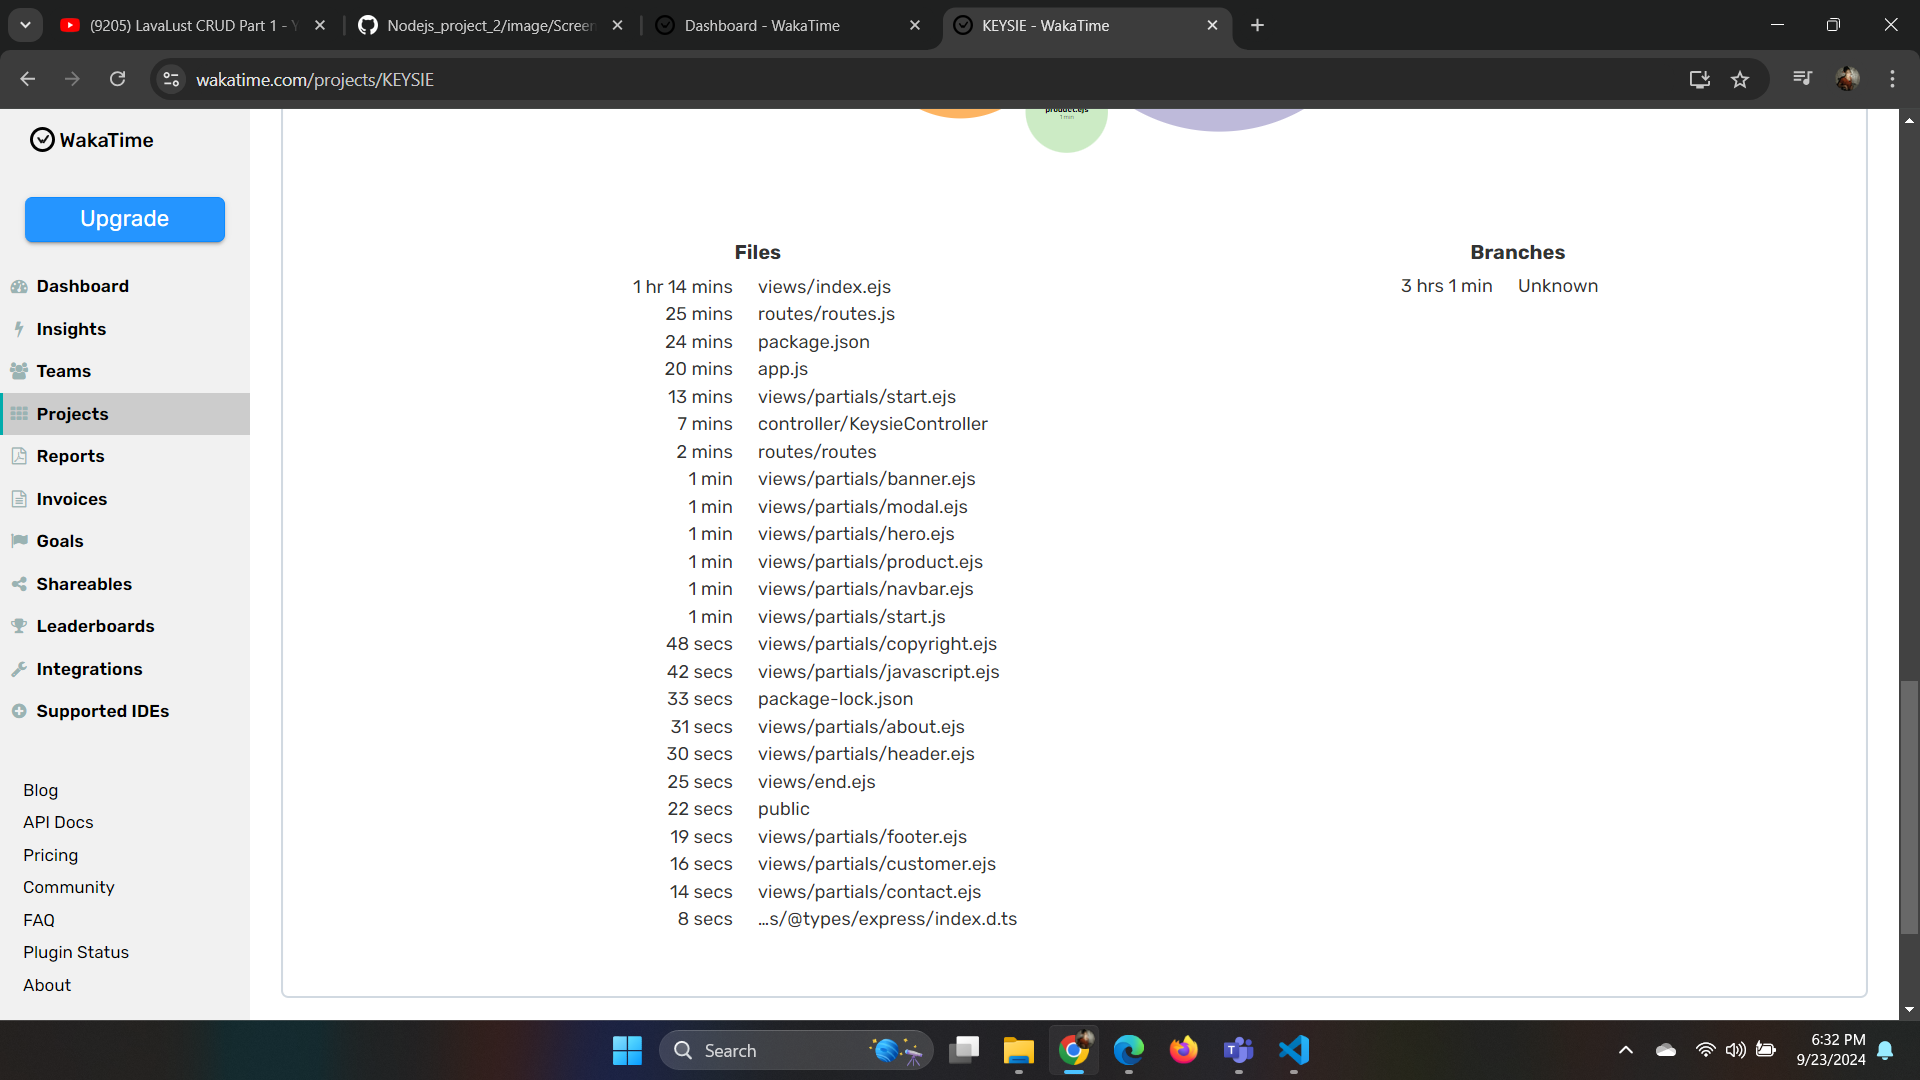 (9205) LavaLust CRUD Part 1 - Y
Nodejs_project_2/image/Screen
Dashboard - WakaTime
KEYSIE - WakaTime
wakatime.com/projects/KEYSIE
WakaTime
Upgrade
Dashboard
Insights
Teams
Projects
Reports
Invoices
Goals
Shareables
Leaderboards
Integrations
Supported IDEs
Blog
API Docs
Pricing
Community
FAQ
Plugin Status
About
product.ejs
1 min
Files
1 hr 14 mins views/index.ejs
25 mins routes/routes.js
24 mins package.json
20 mins app.js
13 mins views/partials/start.ejs
7 mins controller/KeysieController
2 mins routes/routes
1 min views/partials/banner.ejs
1 min views/partials/modal.ejs
1 min views/partials/hero.ejs
1 min views/partials/product.ejs
1 min views/partials/navbar.ejs
1 min views/partials/start.js
48 secs views/partials/copyright.ejs
42 secs views/partials/javascript.ejs
33 secs package-lock.json
31 secs views/partials/about.ejs
30 secs views/partials/header.ejs
25 secs views/end.ejs
22 secs public
19 secs views/partials/footer.ejs
16 secs views/partials/customer.ejs
14 secs views/partials/contact.ejs
8 secs …s/@types/express/index.d.ts
Branches
3 hrs 1 min Unknown
Search
6:32 PM
9/23/2024